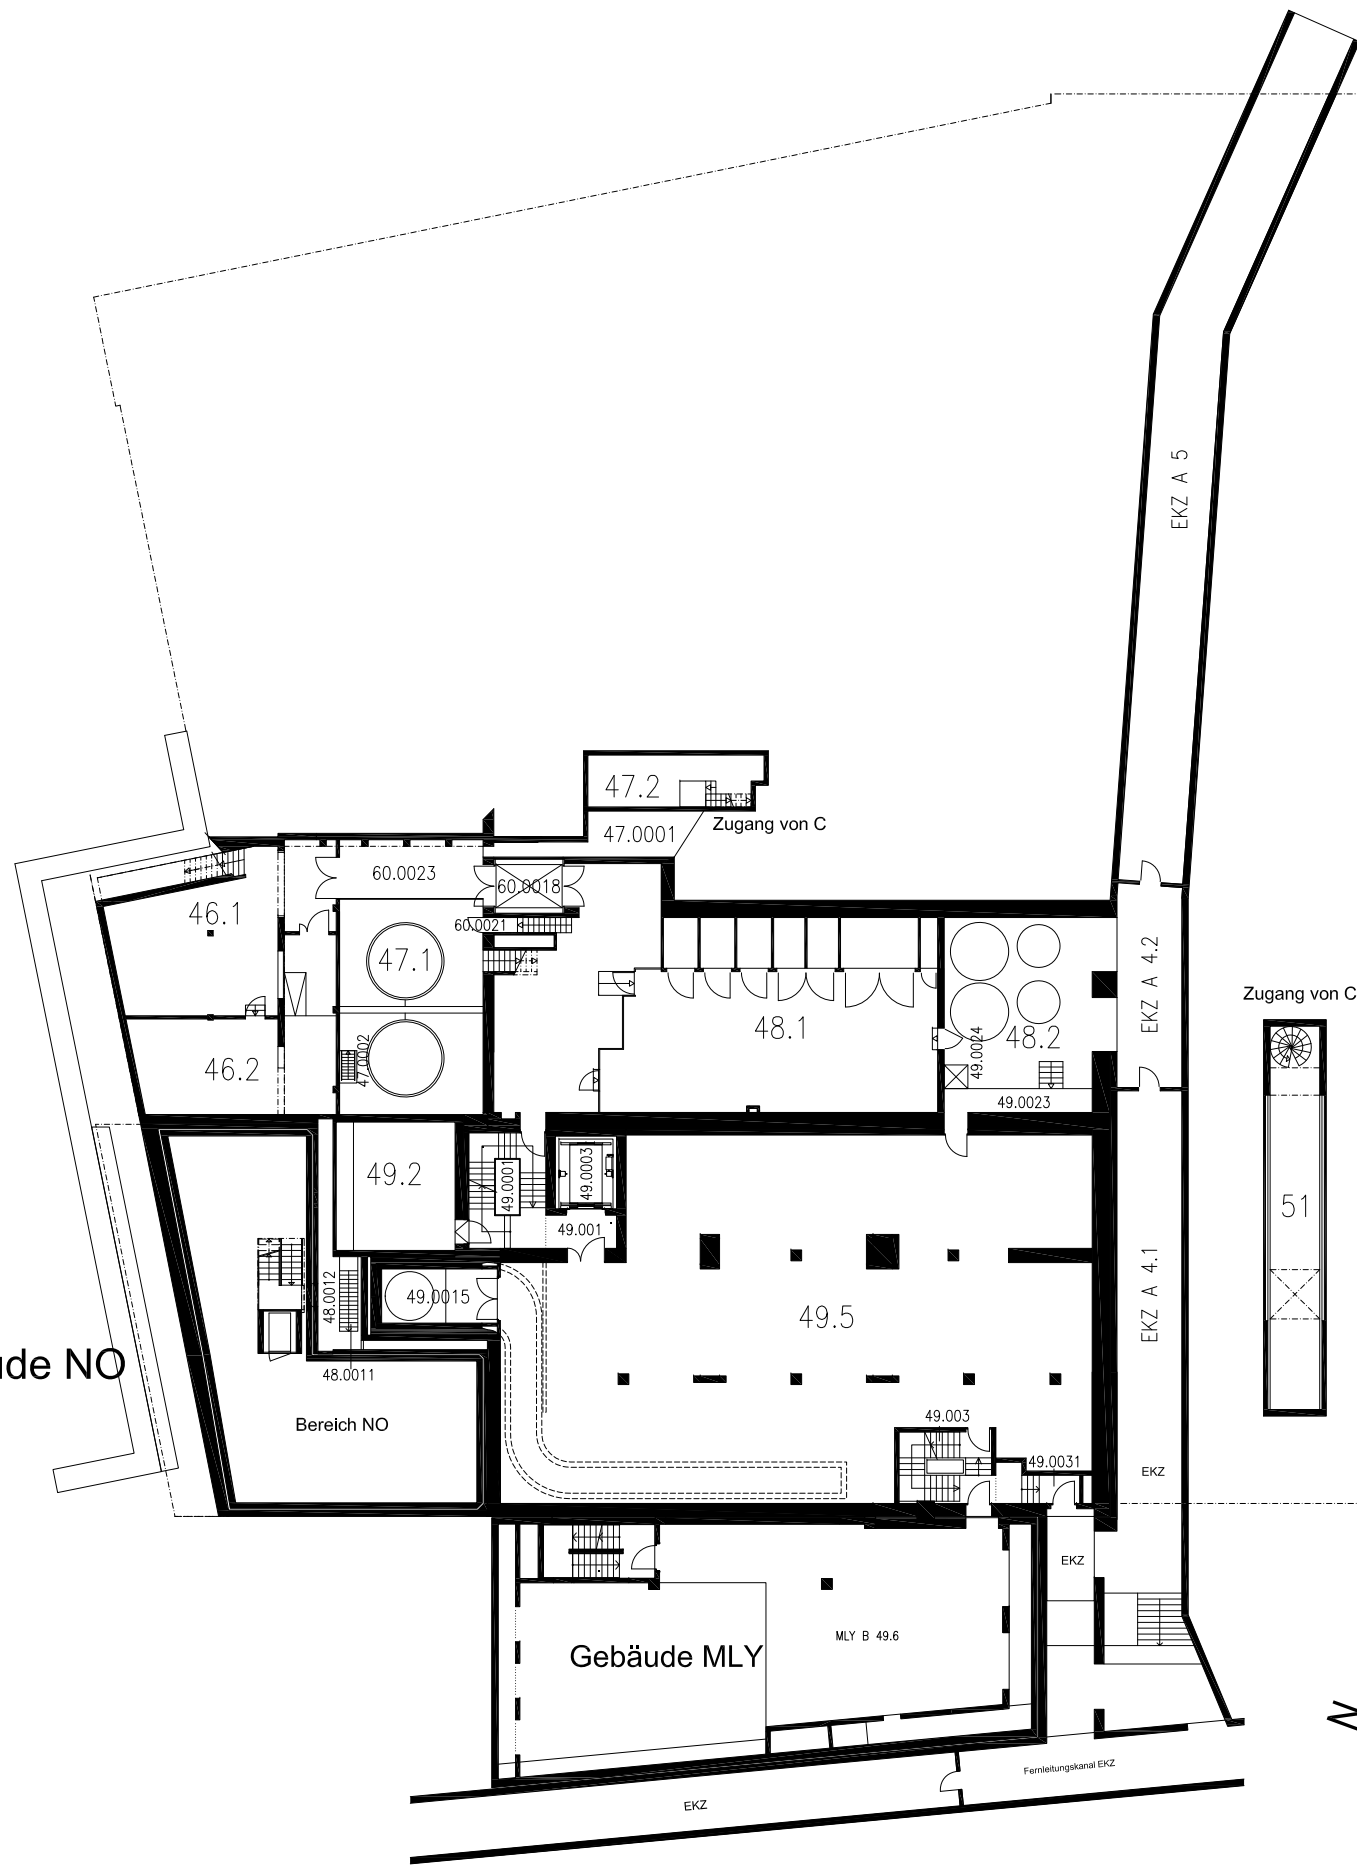 EKZ A 5
47.2
Zugang von C
47.0001
60.0023
60.0018
46.1
60.0021
47.1
EKZ A 4.2
Zugang von C
48.1
48.2
49.0024
47.0002
46.2
49.0023
49.2
49.0001
49.0003
51
49.001
EKZ A 4.1
48.0012
49.0015
49.5
ude NO
48.0011
Bereich NO
49.003
49.0031
EKZ
EKZ
MLY B 49.6
Gebäude MLY
N
Fernleitungskanal EKZ
EKZ